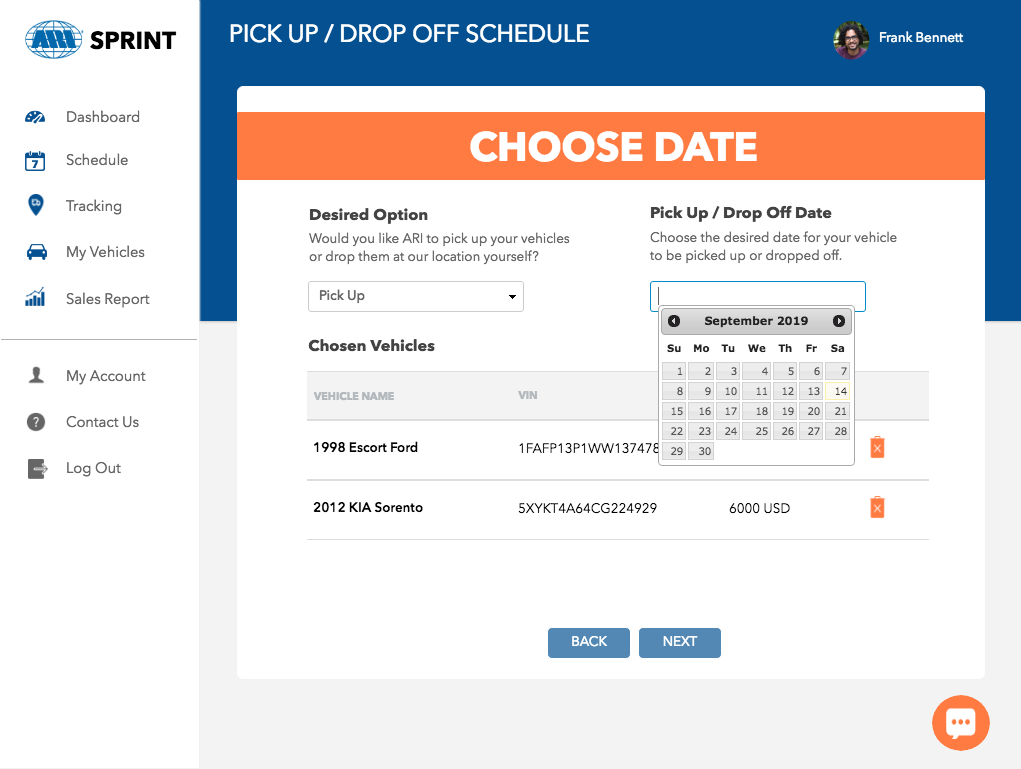 ARI SPRINT
PICK UP / DROP OFF SCHEDULE
Frank Bennett
Dashboard
Schedule
7
Tracking
My Vehicles
Sales Report
My Account
?
Contact Us
Log Out
CHOOSE DATE
Desired Option
Would you like ARI to pick up your vehicles
or drop them at our location yourself?
Pick Up
Pick Up / Drop Off Date
Choose the desired date for your vehicle
to be picked up or dropped off.
September 2019
Su Mo Tu We Th Fr Sa
1 2 3 4 5 6 7
8 9 10 11 12 13 14
15 16 17 18 19 20 21
22 23 24 25 26 27 28
29 30
Chosen Vehicles
VEHICLE NAME VIN
1998 Escort Ford 1FAFP13P1WW137478
2012 KIA Sorento 5XYKT4A64CG224929 6000 USD
BACK NEXT